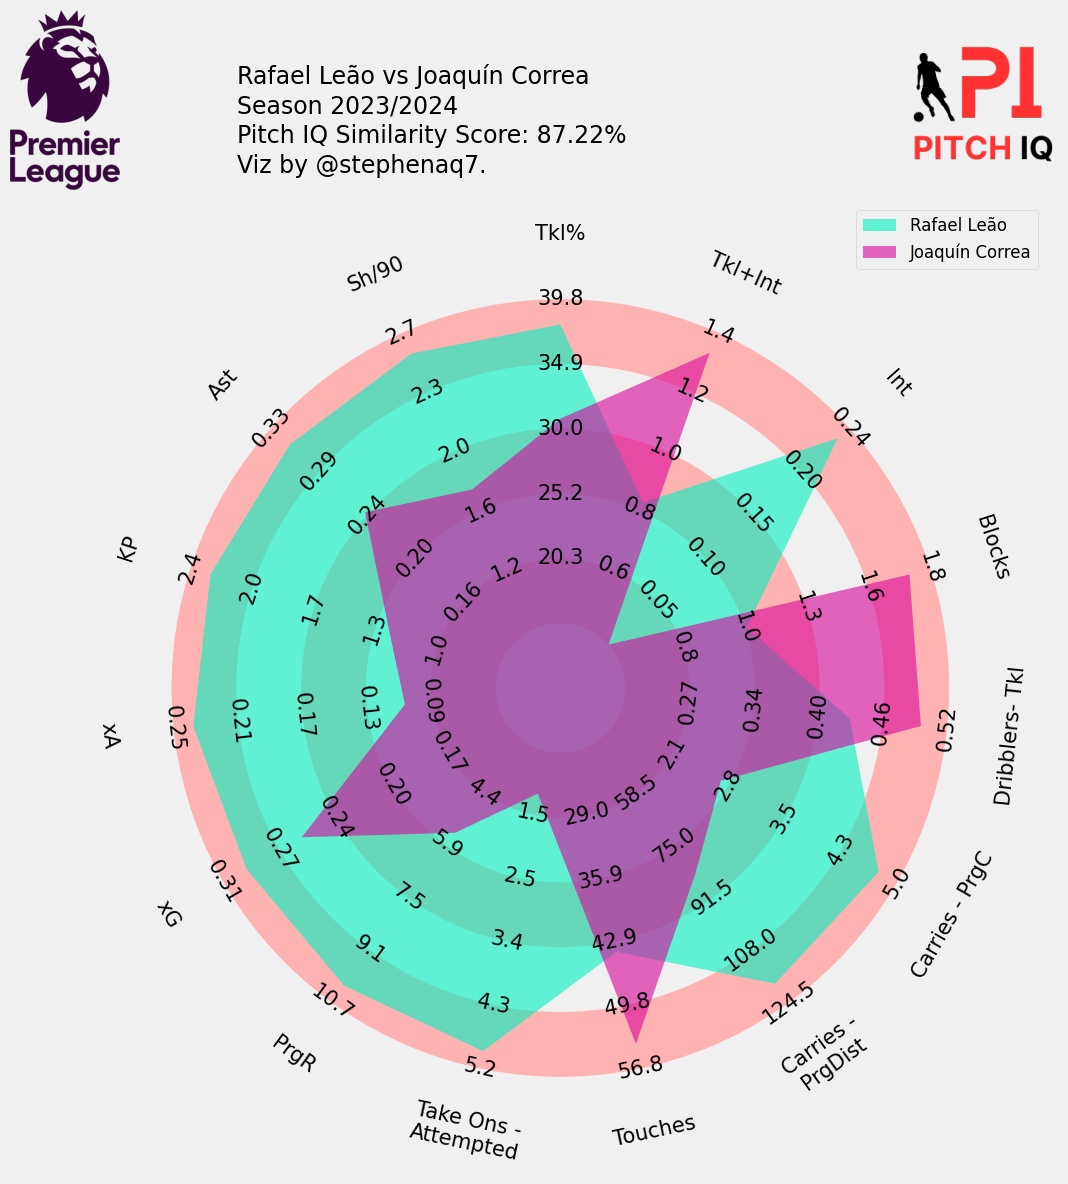 Premier
League
Rafael Leão vs Joaquín Correa
Season 2023/2024
Pitch IQ Similarity Score: 87.22%
Viz by @stephenaq7.
PI
PITCH IQ
Rafael Leão
Joaquín Correa
Tkl%
20.3
25.2
30.0
34.9
39.8
Tkl+Int
0.6
0.8
1.0
1.2
1.4
Int
0.05
0.10
0.15
0.20
0.24
Blocks
0.8
1.0
1.3
1.6
1.8
Dribblers- Tkl
0.27
0.34
0.40
0.46
0.52
Carries - PrgC
2.1
2.8
3.5
4.3
5.0
Carries -
PrgDist
58.5
75.0
91.5
108.0
124.5
Touches
29.0
35.9
42.9
49.8
56.8
Take Ons -
Attempted
1.5
2.5
3.4
4.3
5.2
PrgR
4.4
5.9
7.5
9.1
10.7
xG
0.17
0.20
0.24
0.27
0.31
xA
0.09
0.13
0.17
0.21
0.25
KP
1.0
1.3
1.7
2.0
2.4
Ast
0.16
0.20
0.24
0.29
0.33
Sh/90
1.2
1.6
2.0
2.3
2.7